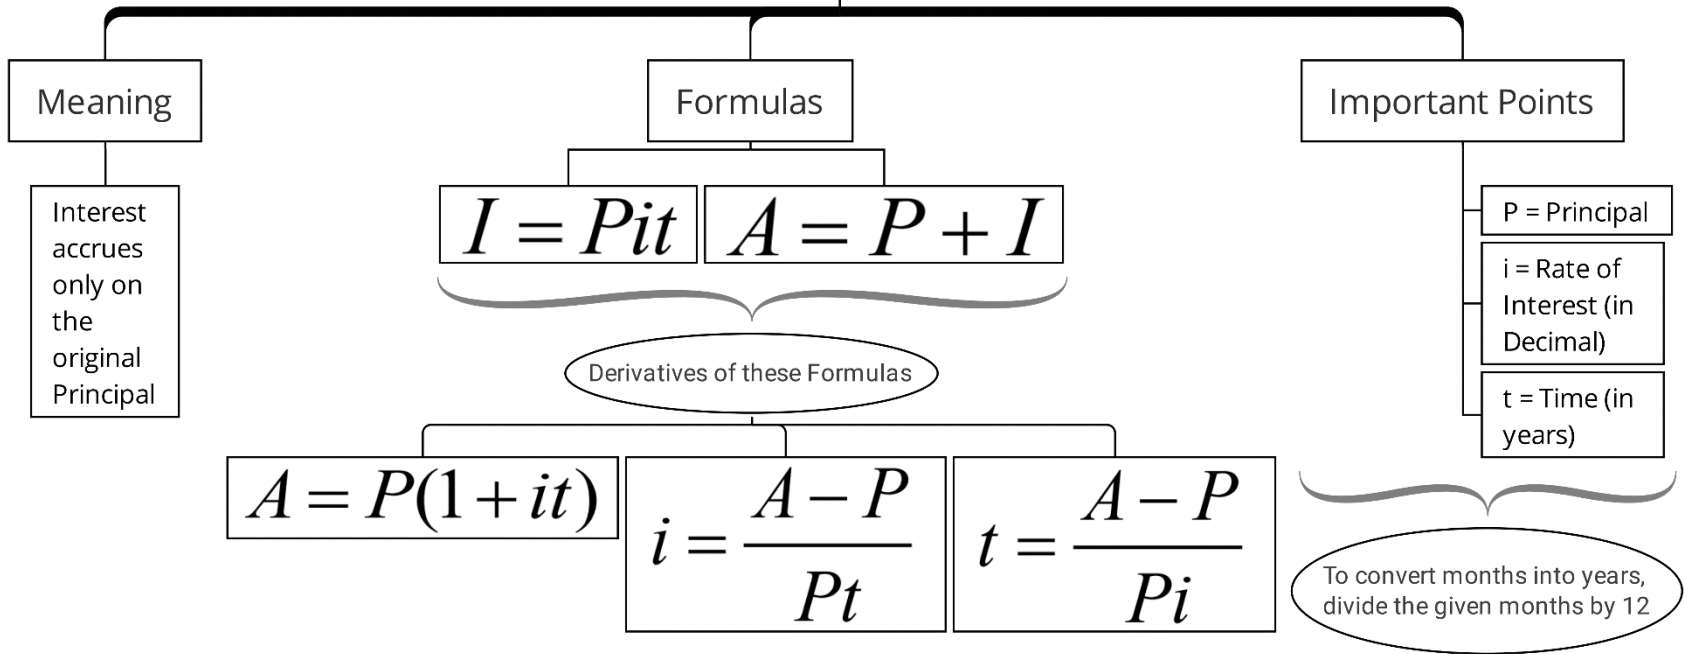 Meaning
Formulas
Important Points
Interest
accrues
only on
the
original
Principal
I = Pit
A = P + I
Derivatives of these Formulas
A = P(1 + it)
i = \frac{A - P}{Pt}
t = \frac{A - P}{Pi}
P = Principal
i = Rate of
Interest (in
Decimal)
t = Time (in
years)
To convert months into years,
divide the given months by 12